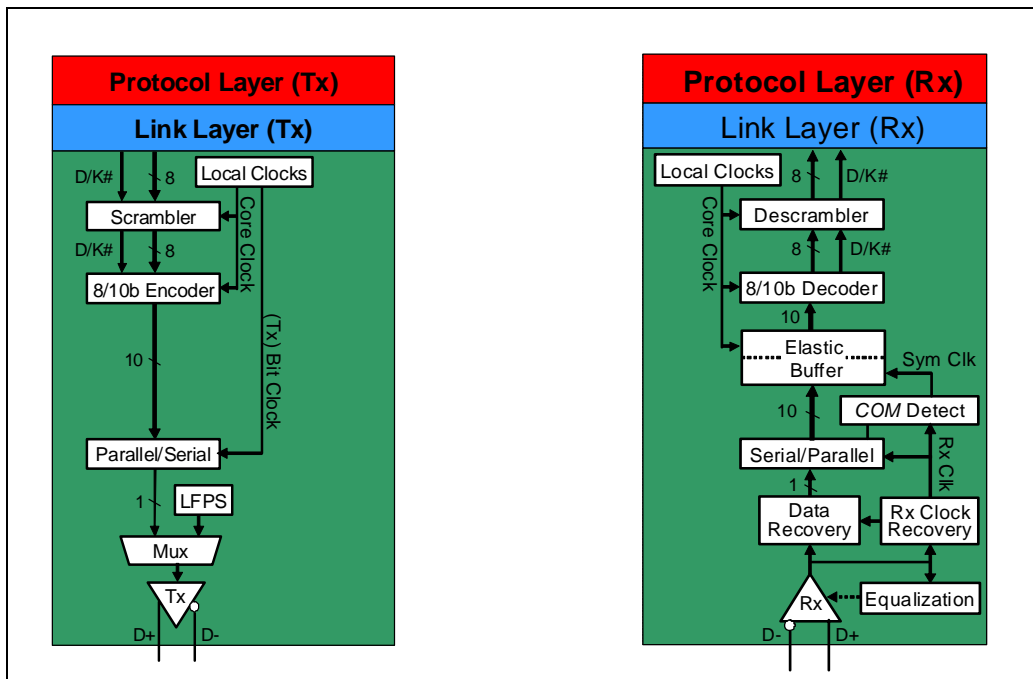 Protocol Layer (Tx)
Link Layer (Tx)
D/K#
8
Local Clocks
Scrambler
D/K#
8
Core Clock
8/10b Encoder
(Tx) Bit Clock
10
Parallel/Serial
1
LFPS
Mux
Tx
D+
D-
Protocol Layer (Rx)
Link Layer (Rx)
Local Clocks
8
D/K#
Descrambler
Core Clock
8
D/K#
8/10b Decoder
10
Elastic
Buffer
Sym Clk
10
COM Detect
Serial/Parallel
Rx Clk
1
Data
Recovery
Rx Clock
Recovery
Rx
Equalization
D-
D+